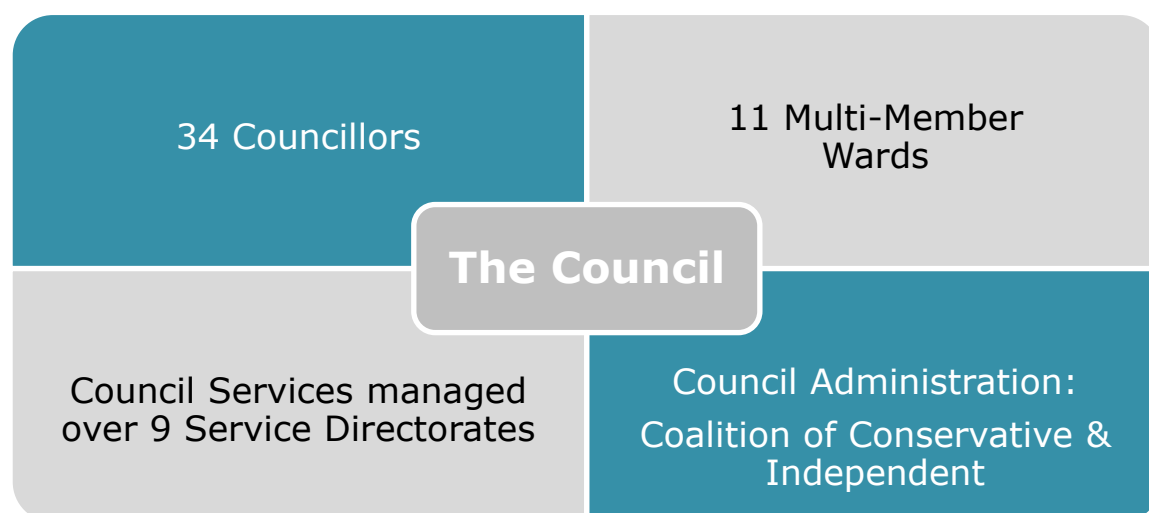 34 Councillors
11 Multi-Member
Wards
The Council
Council Services managed
over 9 Service Directorates
Council Administration:
Coalition of Conservative &
Independent